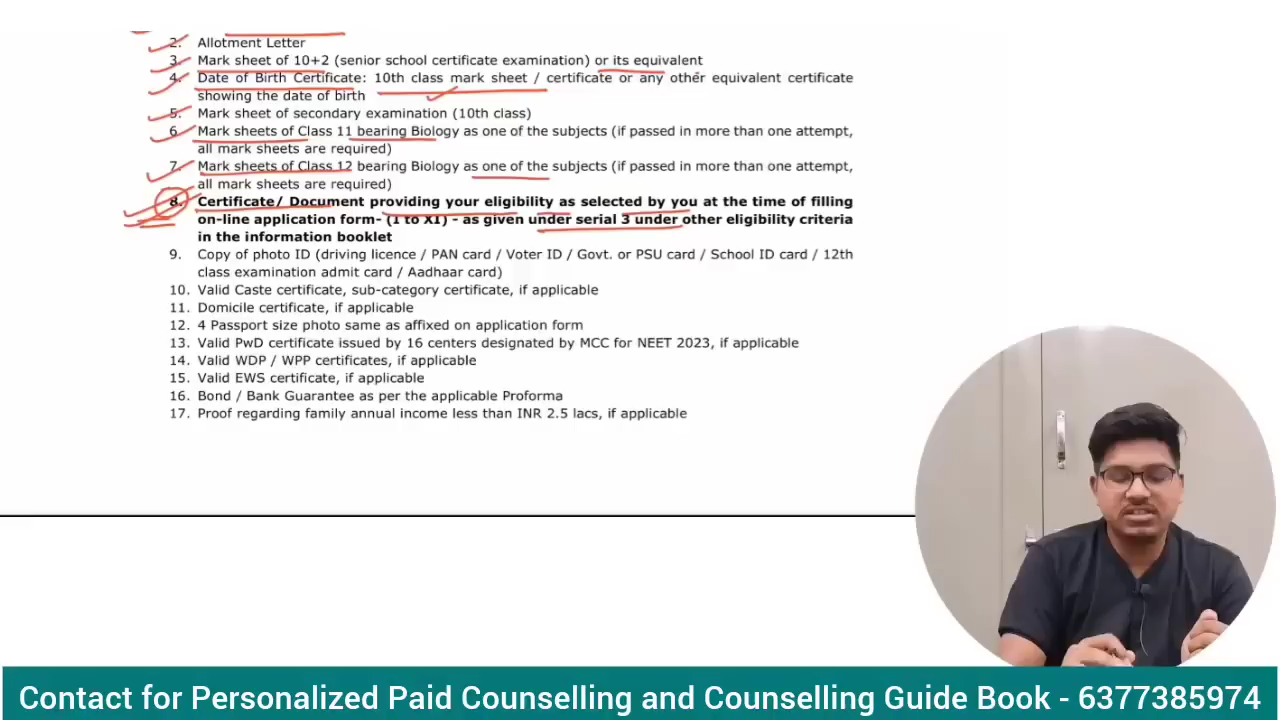 2. Allotment Letter
3. Mark sheet of 10+2 (senior school certificate examination) or its equivalent
4. Date of Birth Certificate: 10th class mark sheet / certificate or any other equivalent certificate
showing the date of birth
5. Mark sheet of secondary examination (10th class)
6. Mark sheets of Class 11 bearing Biology as one of the subjects (if passed in more than one attempt,
all mark sheets are required)
7. Mark sheets of Class 12 bearing Biology as one of the subjects (if passed in more than one attempt,
all mark sheets are required)
8. Certificate/ Document providing your eligibility as selected by you at the time of filling
on-line application form- (I to XI) - as given under serial 3 under other eligibility criteria
in the information booklet
9. Copy of photo ID (driving licence / PAN card / Voter ID / Govt. or PSU card / School ID card / 12th
class examination admit card / Aadhaar card)
10. Valid Caste certificate, sub-category certificate, if applicable
11. Domicile certificate, if applicable
12. 4 Passport size photo same as affixed on application form
13. Valid PwD certificate issued by 16 centers designated by MCC for NEET 2023, if applicable
14. Valid WDP / WPP certificates, if applicable
15. Valid EWS certificate, if applicable
16. Bond / Bank Guarantee as per the applicable Proforma
17. Proof regarding family annual income less than INR 2.5 lacs, if applicable
Contact for Personalized Paid Counselling and Counselling Guide Book - 6377385974